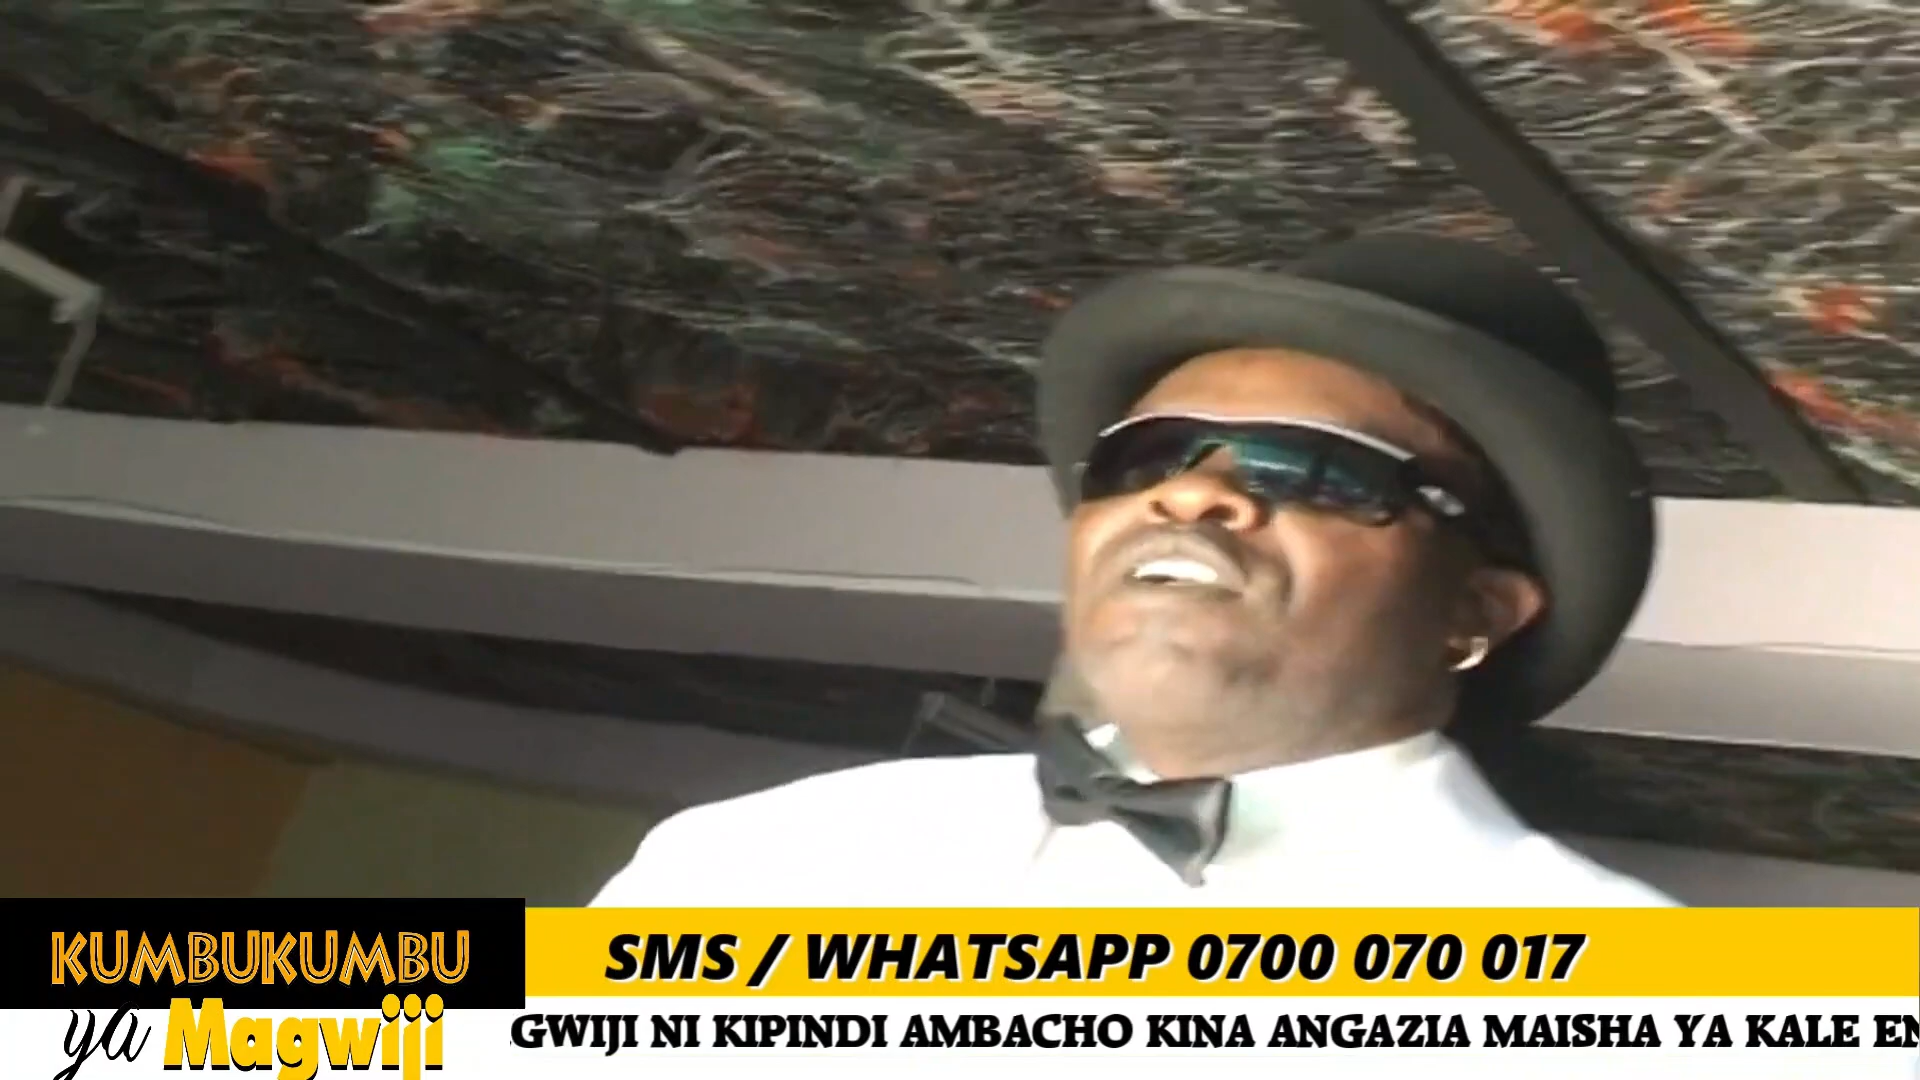 SMS / WHATSAPP 0700 070 017
KUMBUKUMBU
ya Magwiji
GWIJI NI KIPINDI AMBACHO KINA ANGAZIA MAISHA YA KALE